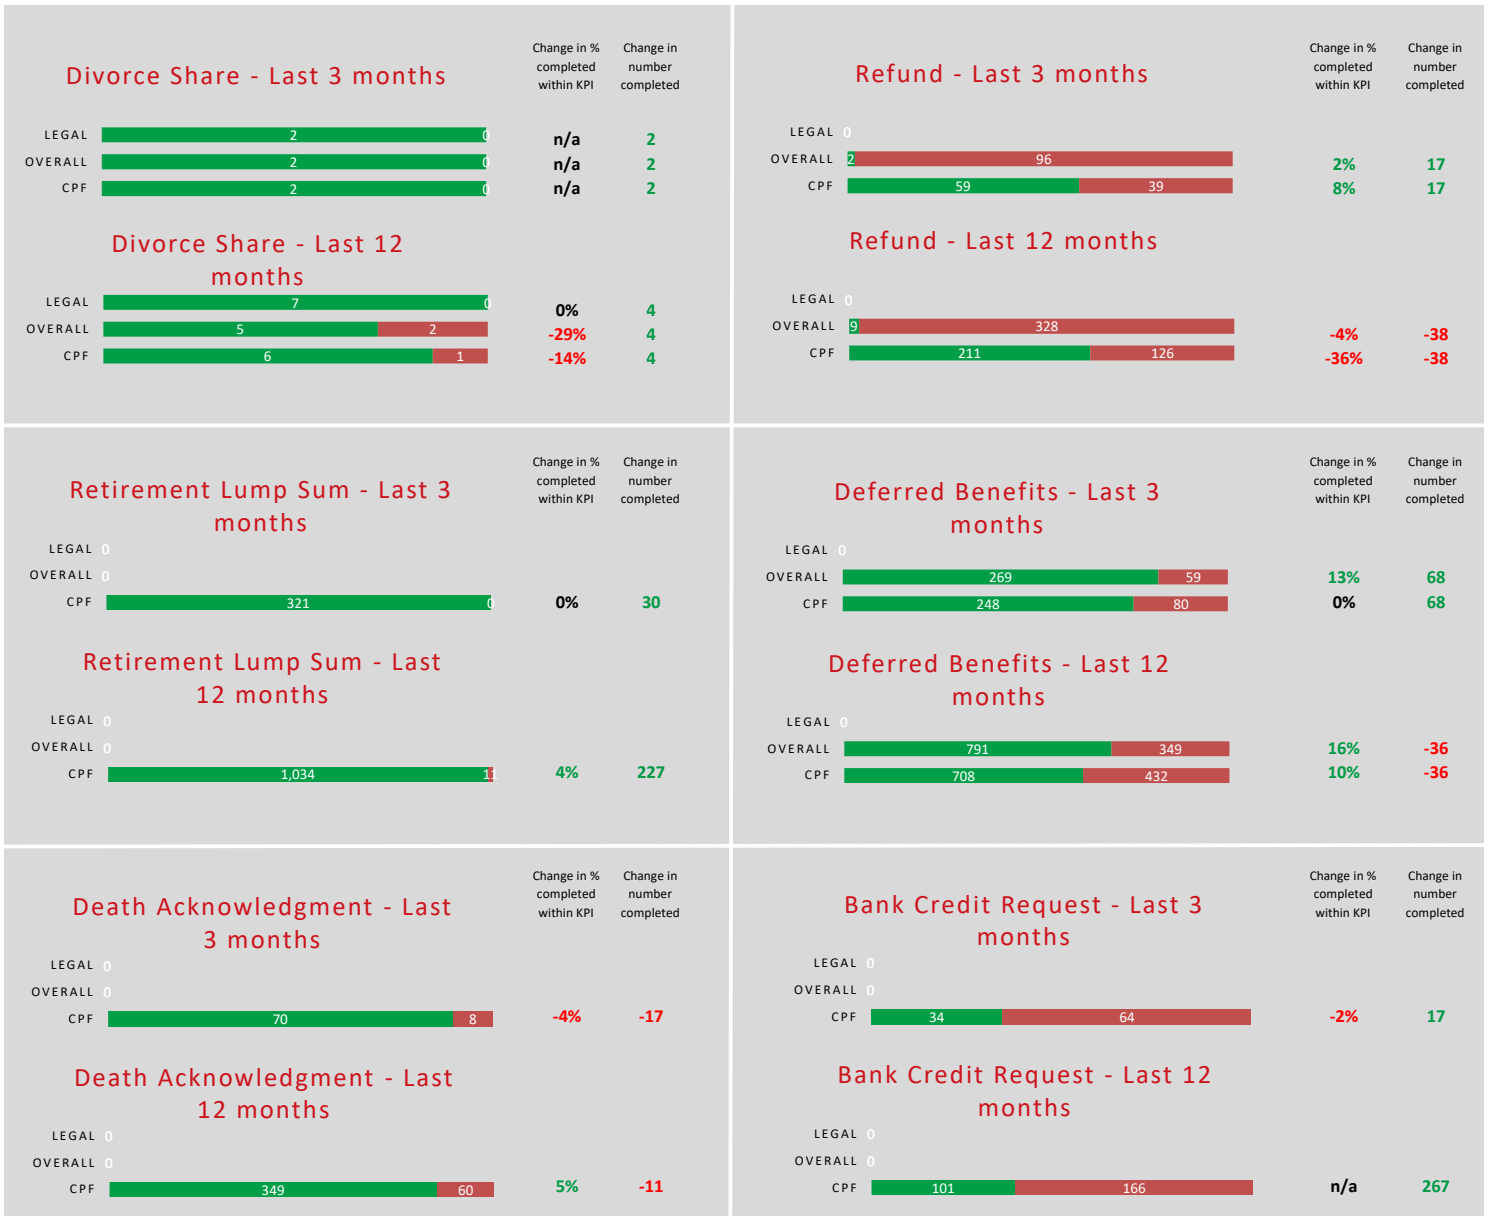 Change in %
completed
within KPI
Change in
number
completed
Divorce Share - Last 3 months
LEGAL 2 0 n/a 2
OVERALL 2 0 n/a 2
CPF 2 0 n/a 2
Divorce Share - Last 12
months
LEGAL 7 0 0% 4
OVERALL 5 2 -29% 4
CPF 6 1 -14% 4
Change in %
completed
within KPI
Change in
number
completed
Refund - Last 3 months
LEGAL 0
OVERALL 2 96 2% 17
CPF 59 39 8% 17
Refund - Last 12 months
LEGAL 0
OVERALL 9 328 -4% -38
CPF 211 126 -36% -38
Change in %
completed
within KPI
Change in
number
completed
Retirement Lump Sum - Last 3
months
LEGAL 0
OVERALL 0
CPF 321 0 0% 30
Retirement Lump Sum - Last
12 months
LEGAL 0
OVERALL 0
CPF 1,034 11 4% 227
Change in %
completed
within KPI
Change in
number
completed
Deferred Benefits - Last 3
months
LEGAL 0
OVERALL 269 59 13% 68
CPF 248 80 0% 68
Deferred Benefits - Last 12
months
LEGAL 0
OVERALL 791 349 16% -36
CPF 708 432 10% -36
Change in %
completed
within KPI
Change in
number
completed
Death Acknowledgment - Last
3 months
LEGAL 0
OVERALL 0
CPF 70 8 -4% -17
Death Acknowledgment - Last
12 months
LEGAL 0
OVERALL 0
CPF 349 60 5% -11
Change in %
completed
within KPI
Change in
number
completed
Bank Credit Request - Last 3
months
LEGAL 0
OVERALL 0
CPF 34 64 -2% 17
Bank Credit Request - Last 12
months
LEGAL 0
OVERALL 0
CPF 101 166 n/a 267